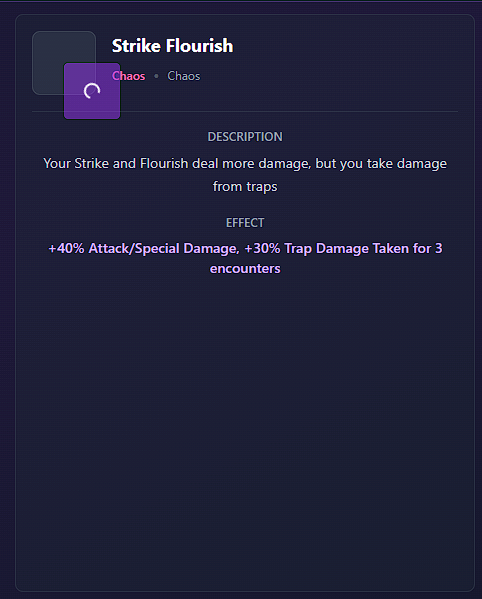 Strike Flourish
Chaos • Chaos
DESCRIPTION
Your Strike and Flourish deal more damage, but you take damage
from traps
EFFECT
+40% Attack/Special Damage, +30% Trap Damage Taken for 3
encounters